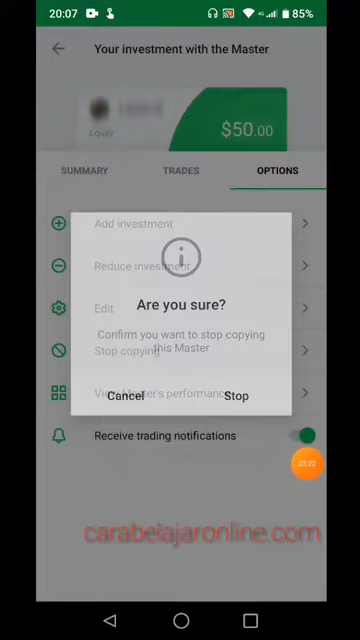 20:07
4G
85%
Your investment with the Master
Equity
$50.00
SUMMARY
TRADES
OPTIONS
Add investment
Reduce investment
Edit
Stop copying
View Master's performance
Are you sure?
Confirm you want to stop copying
this Master
Cancel
Stop
Receive trading notifications
03:22
carabelajaronline.com